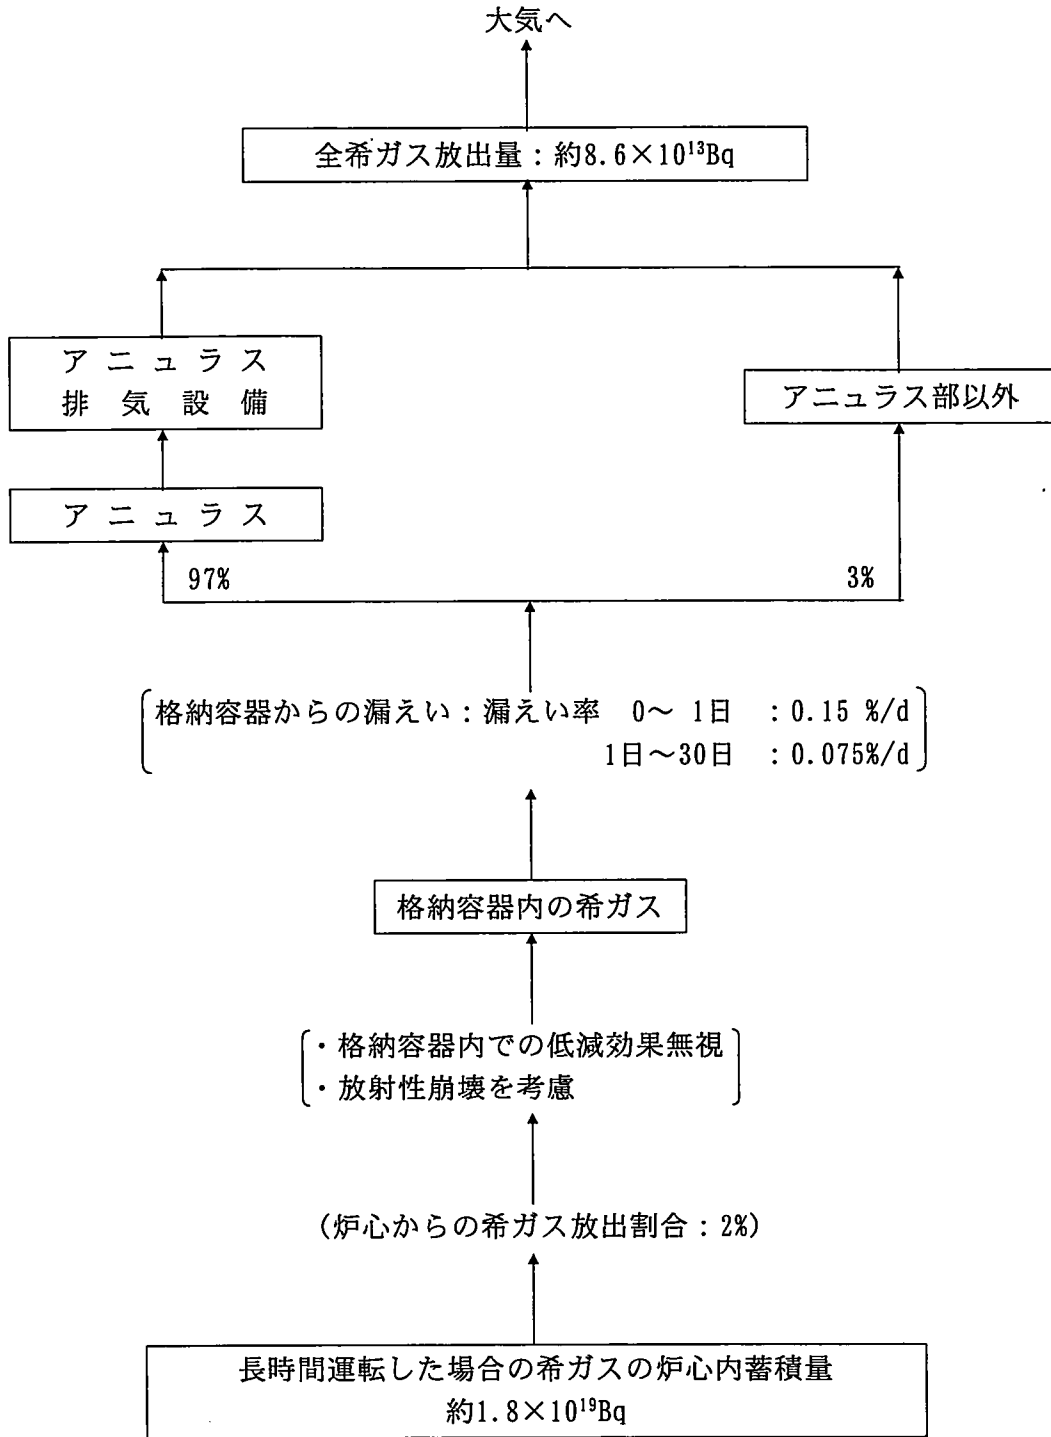 大気へ
全希ガス放出量：約8.6×10¹³Bq
アニュラス
排気設備
アニュラス部以外
アニュラス
97%
3%
格納容器からの漏えい：漏えい率 0～ 1日 ：0.15 %/d
1日～30日 ：0.075%/d
格納容器内の希ガス
・格納容器内での低減効果無視
・放射性崩壊を考慮
(炉心からの希ガス放出割合：2%)
長時間運転した場合の希ガスの炉心内蓄積量
約1.8×10¹⁹Bq